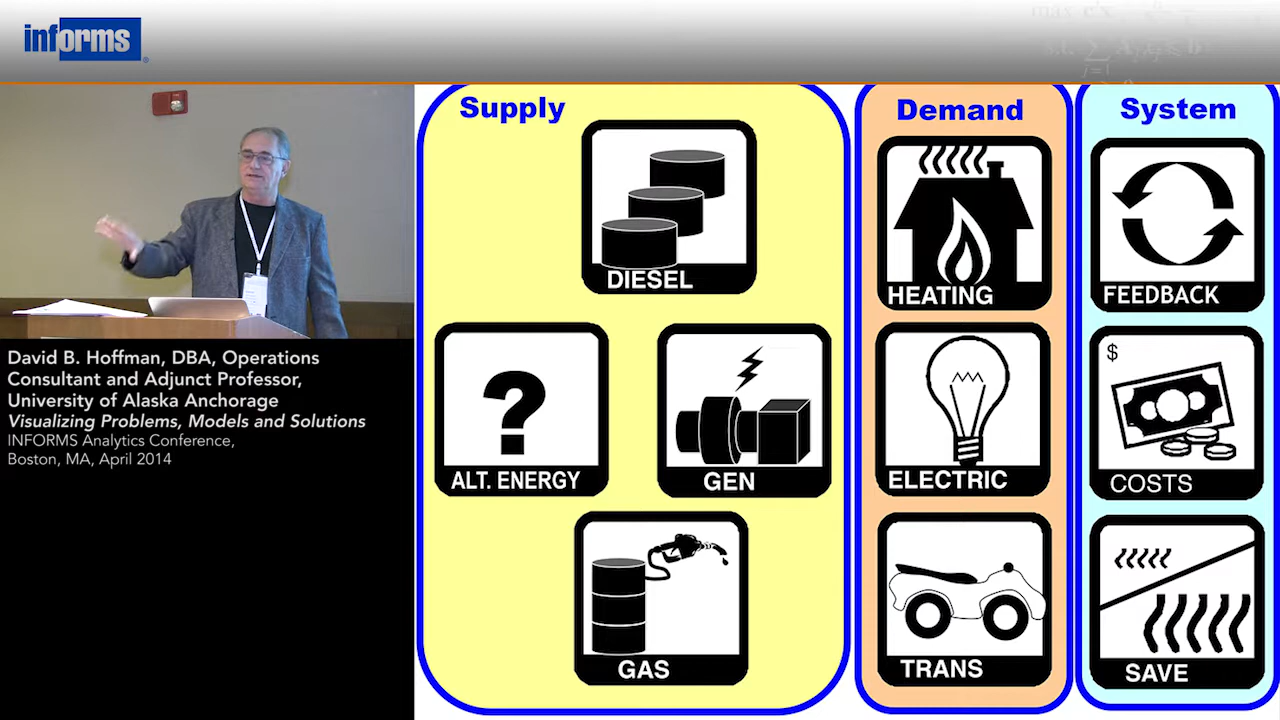 informs
David B. Hoffman, DBA, Operations
Consultant and Adjunct Professor,
University of Alaska Anchorage
Visualizing Problems, Models and Solutions
INFORMS Analytics Conference,
Boston, MA, April 2014
Supply
DIESEL
?
ALT. ENERGY
GEN
GAS
Demand
HEATING
ELECTRIC
TRANS
System
FEEDBACK
$
COSTS
SAVE